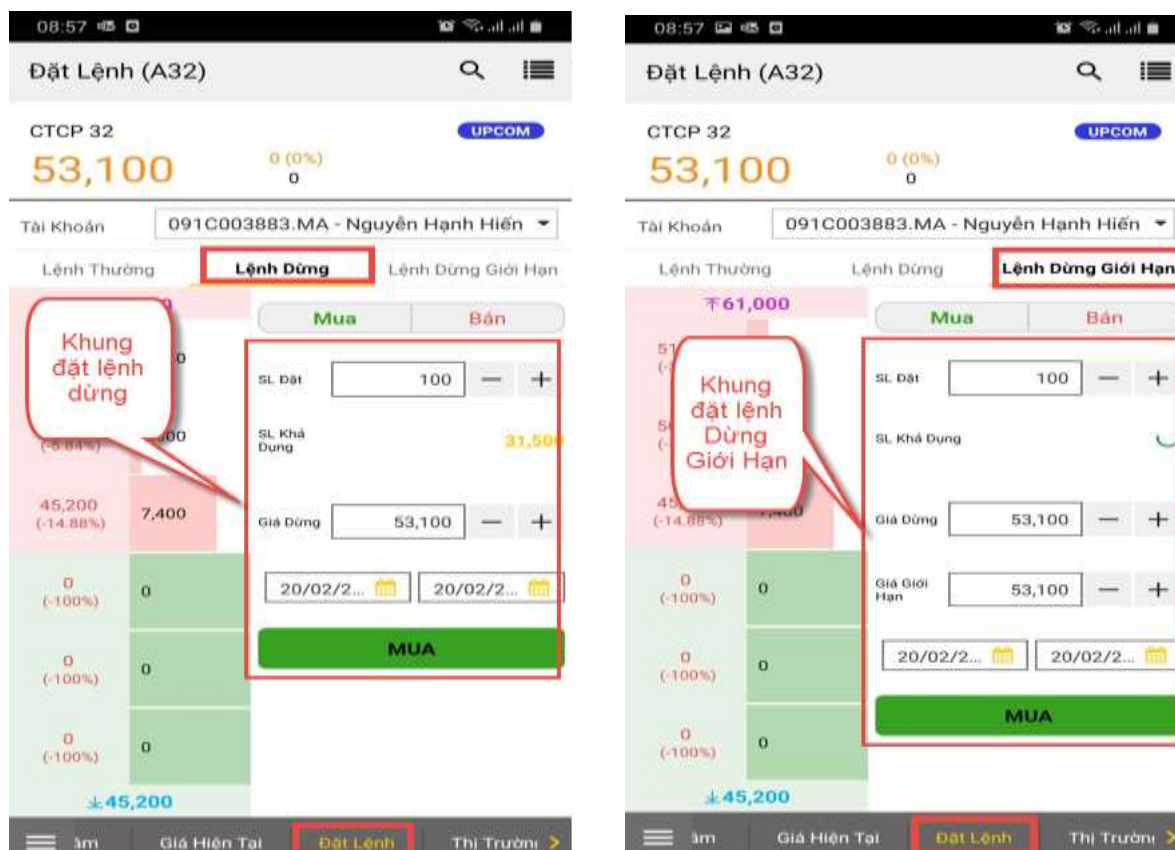 08:57
Đặt Lệnh (A32)
CTCP 32
UPCOM
53,100
0 (0%)
0
Tài Khoản
091C003883.MA - Nguyễn Hạnh Hiến
Lệnh Thường
Lệnh Dừng
Lệnh Dừng Giới Hạn
Mua
Bán
Khung
đặt lệnh
dừng
SL Đặt
100
— +
SL Khả
Dụng
31,500
(-5.84%)
45,200
(-14.88%)
7,400
Giá Dừng
53,100
— +
0
(-100%)
0
20/02/2...
20/02/2...
MUA
0
(-100%)
0
0
(-100%)
0
45,200
Giá Hiện Tại
Đặt Lệnh
08:57
Đặt Lệnh (A32)
CTCP 32
UPCOM
53,100
0 (0%)
0
Tài Khoản
091C003883.MA - Nguyễn Hạnh Hiến
Lệnh Thường
Lệnh Dừng
Lệnh Dừng Giới Hạn
61,000
Mua
Bán
Khung
đặt lệnh
Dừng
Giới Hạn
SL Đặt
100
— +
SL Khả Dụng
(-14.88%)
Giá Dừng
53,100
— +
0
(-100%)
0
Giá Giới
Hạn
53,100
— +
0
(-100%)
0
20/02/2...
20/02/2...
MUA
0
(-100%)
0
45,200
Giá Hiện Tại
Đặt Lệnh